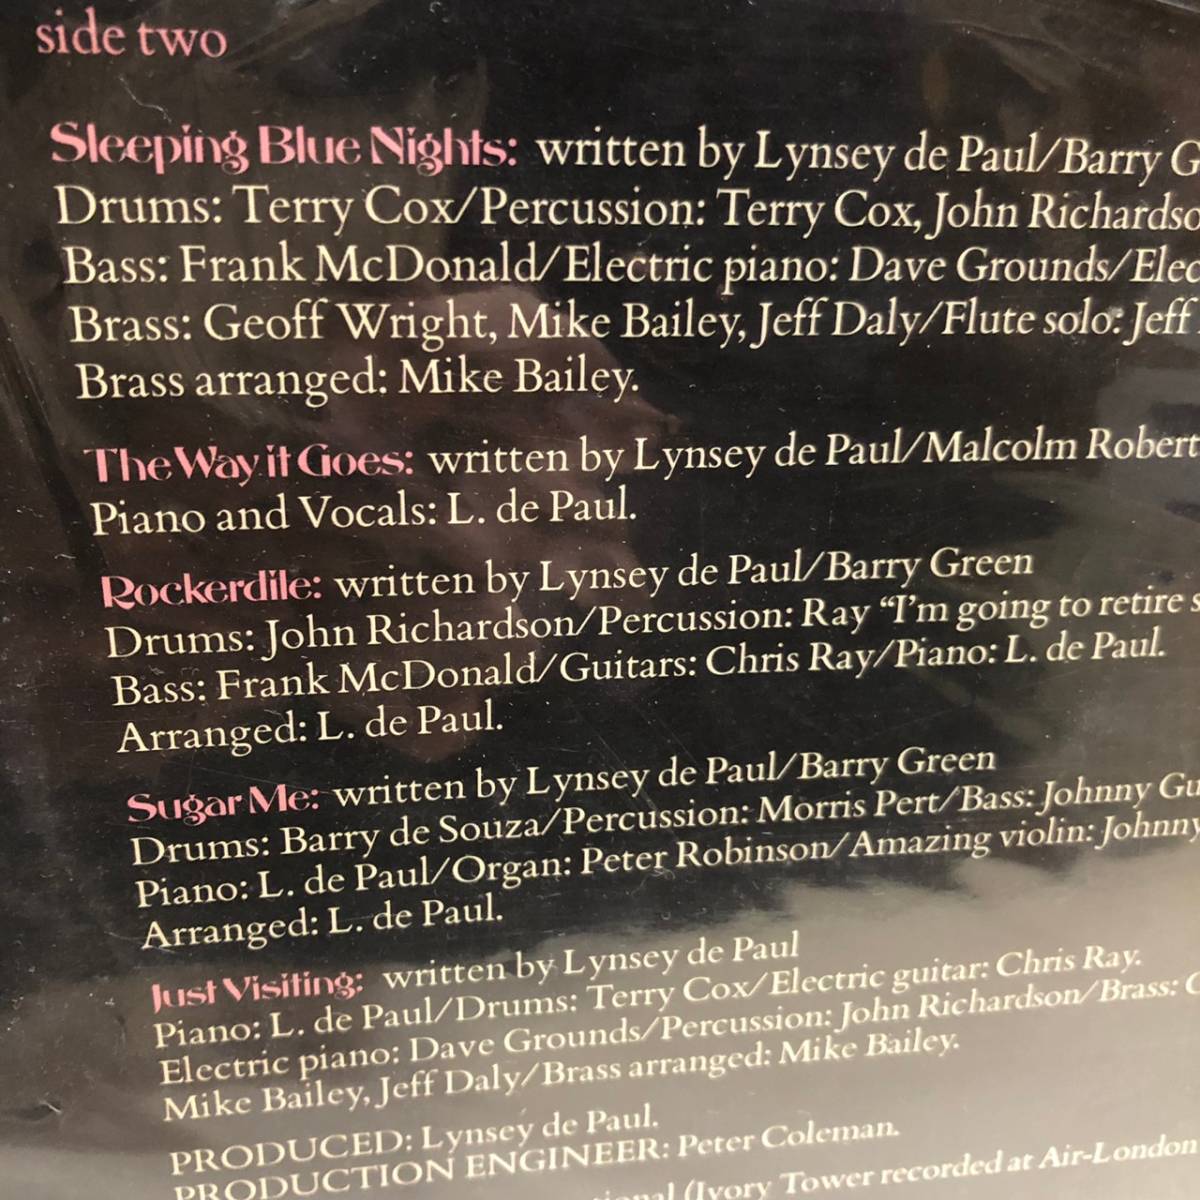 side two
Sleeping Blue Nights: written by Lynsey de Paul/Barry G
Drums: Terry Cox/Percussion: Terry Cox, John Richardso
Bass: Frank McDonald/Electric piano: Dave Grounds/Elec
Brass: Geoff Wright, Mike Bailey, Jeff Daly/Flute solo: Jeff
Brass arranged: Mike Bailey.
The Way it Goes: written by Lynsey de Paul/Malcolm Robert
Piano and Vocals: L. de Paul.
Rockerdile: written by Lynsey de Paul/Barry Green
Drums: John Richardson/Percussion: Ray “I'm going to retire s
Bass: Frank McDonald/Guitars: Chris Ray/Piano: L. de Paul.
Arranged: L. de Paul.
Sugar Me: written by Lynsey de Paul/Barry Green
Drums: Barry de Souza/Percussion: Morris Pert/Bass: Johnny Gu
Piano: L. de Paul/Organ: Peter Robinson/Amazing violin: Johnny
Arranged: L. de Paul.
Just Visiting: written by Lynsey de Paul
Piano: L. de Paul/Drums: Terry Cox/Electric guitar: Chris Ray.
Electric piano: Dave Grounds/Percussion: John Richardson/Brass: G
Mike Bailey, Jeff Daly/Brass arranged: Mike Bailey.
PRODUCED: Lynsey de Paul.
PRODUCTION ENGINEER: Peter Coleman.
(Ivory Tower recorded at Air-London